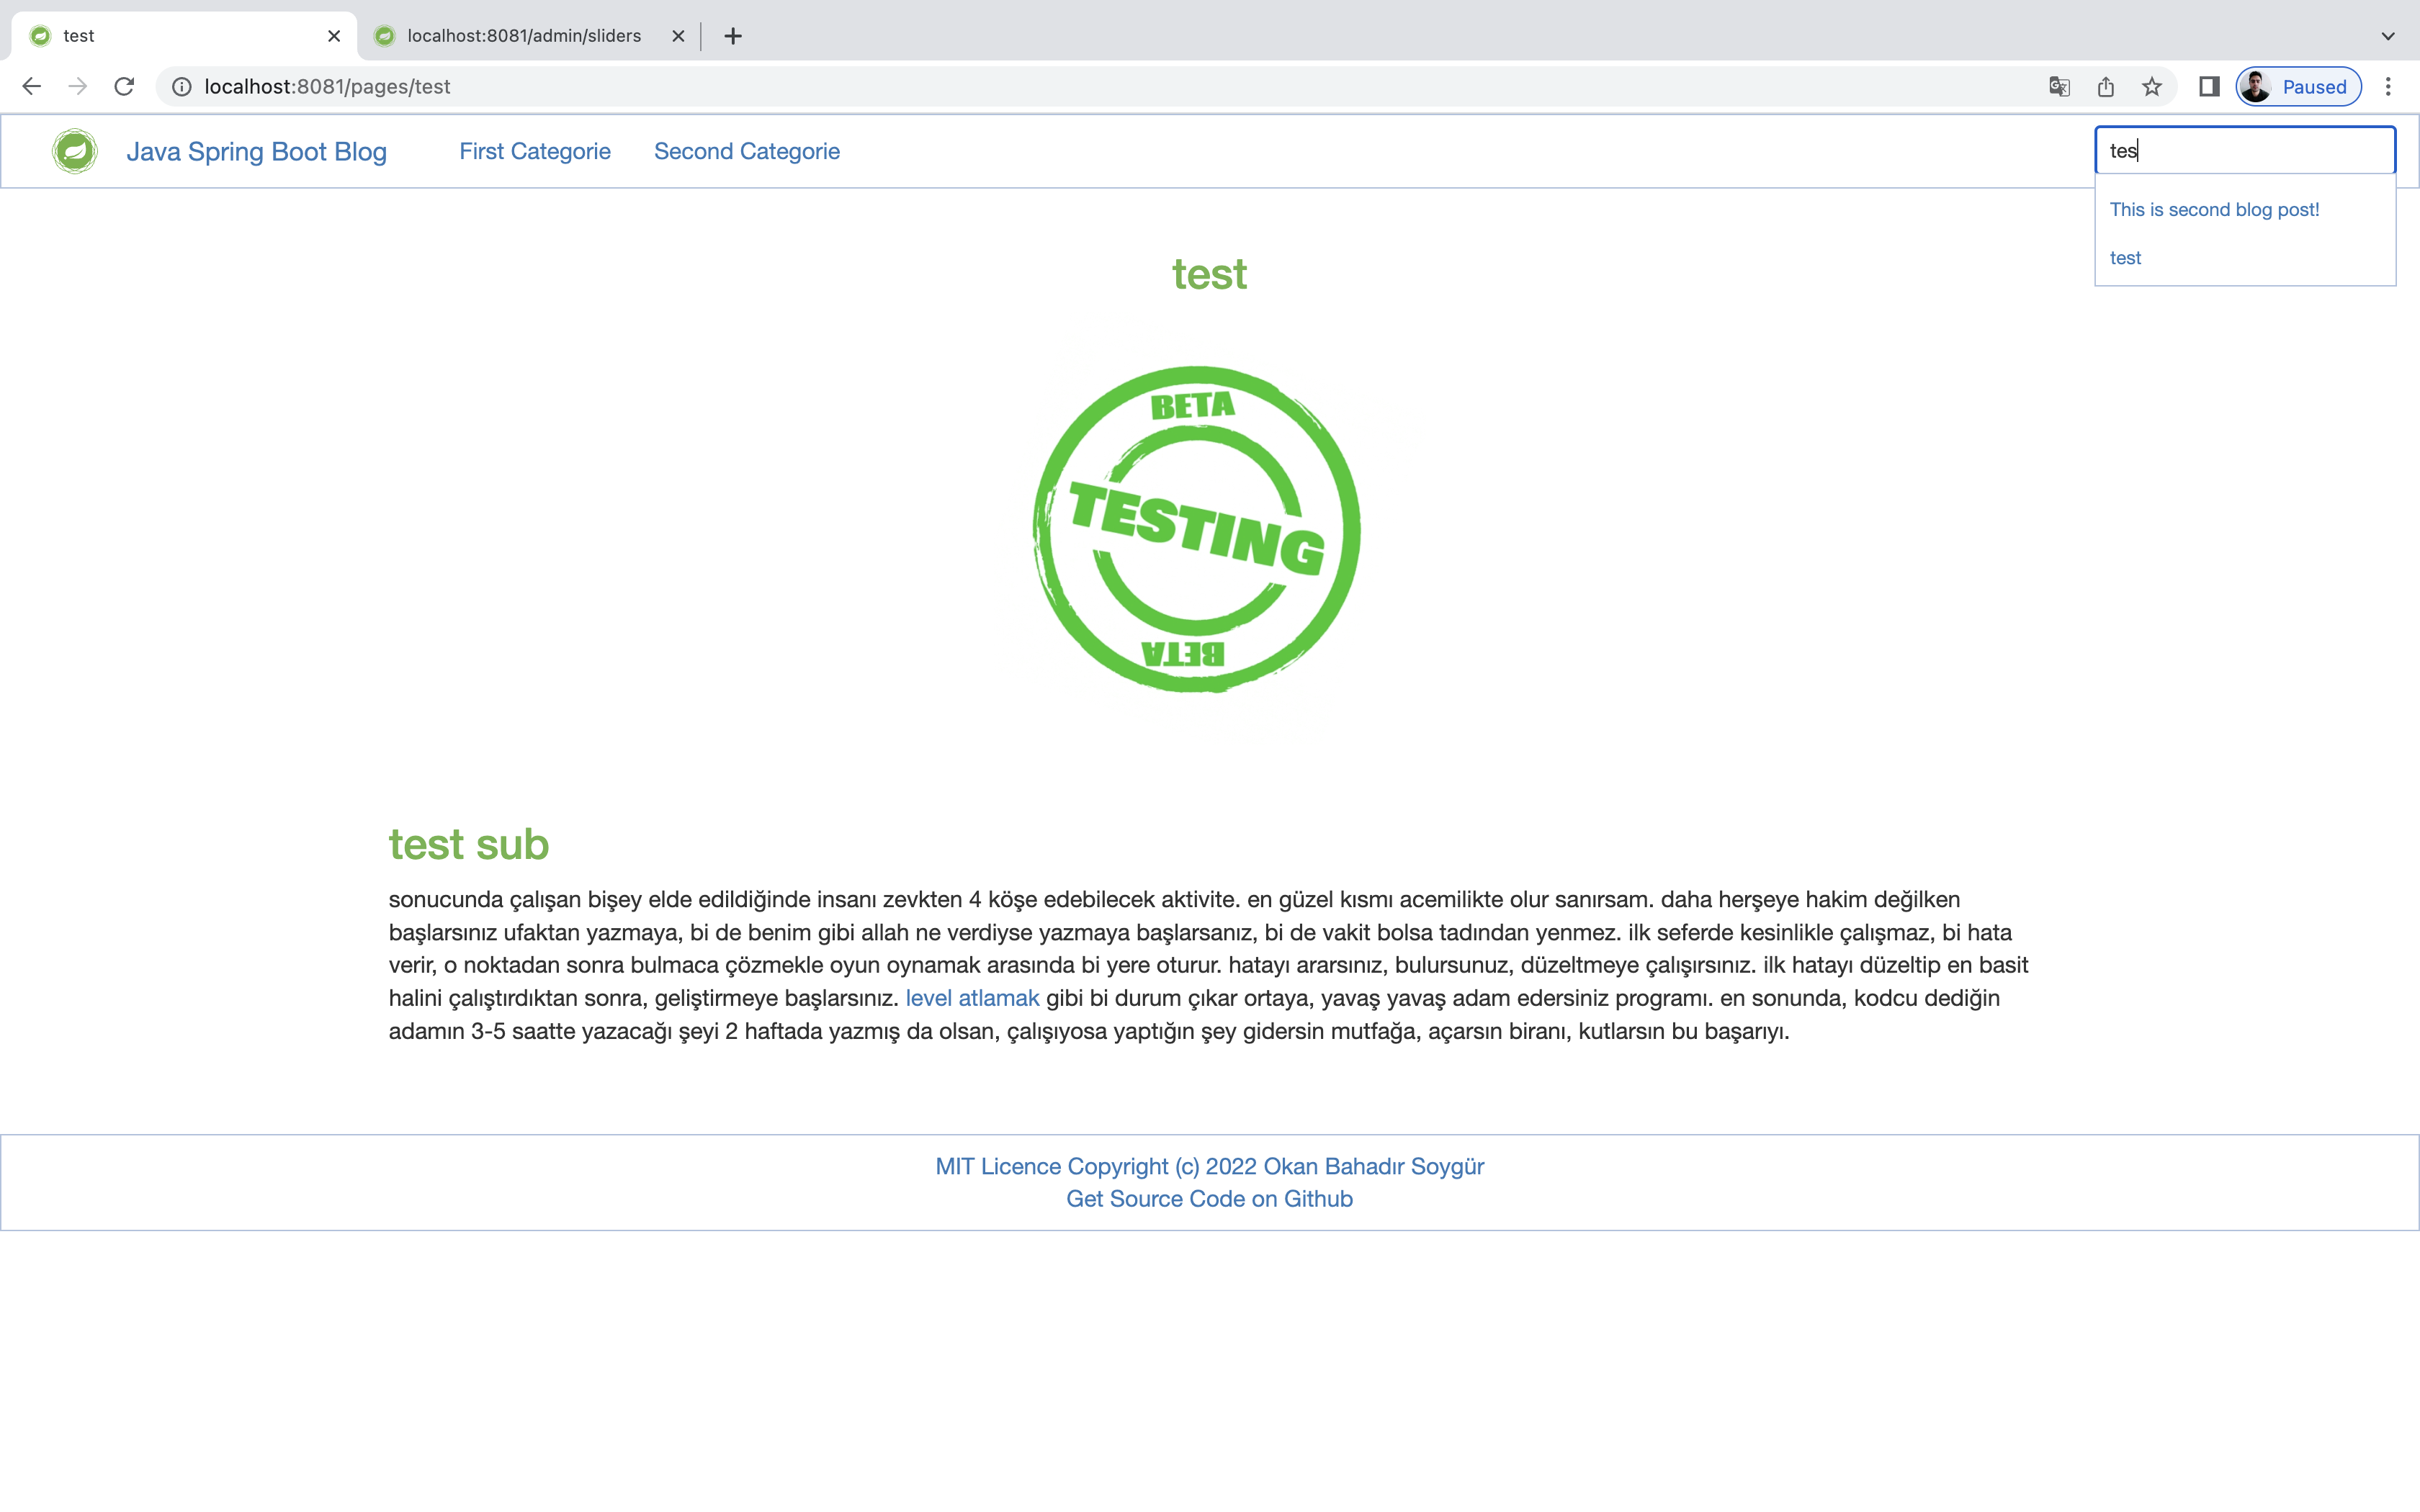 test
localhost:8081/admin/sliders
localhost:8081/pages/test
Paused
Java Spring Boot Blog
First Categorie
Second Categorie
tes
This is second blog post!
test
test
BETA
TESTING
BETA
test sub
sonucunda çalışan bişey elde edildiğinde insanı zevkten 4 köşe edebilecek aktivite. en güzel kısmı acemilikte olur sanırsam. daha herşeye hakim değilken
başlarsınız ufaktan yazmaya, bi de benim gibi allah ne verdiyse yazmaya başlarsanız, bi de vakit bolsa tadından yenmez. ilk seferde kesinlikle çalışmaz, bi hata
verir, o noktadan sonra bulmaca çözmekle oyun oynamak arasında bi yere oturur. hatayı ararsınız, bulursunuz, düzeltmeye çalışırsınız. ilk hatayı düzeltip en basit
halini çalıştırdıktan sonra, geliştirmeye başlarsınız. level atlamak gibi bi durum çıkar ortaya, yavaş yavaş adam edersiniz programı. en sonunda, kodcu dediğin
adamın 3-5 saatte yazacağı şeyi 2 haftada yazmış da olsan, çalışıyosa yaptığın şey gidersin mutfağa, açarsın biranı, kutlarsın bu başarıyı.
MIT Licence Copyright (c) 2022 Okan Bahadır Soygür
Get Source Code on Github